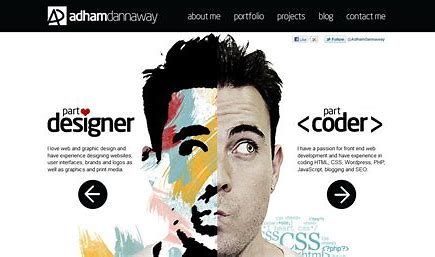 adhamdannaway
about me portfolio projects blog contact me
Like
Follow @AdhamDannaway
part
designer
I love web and graphic design and
have experience designing websites,
user interfaces, brands and logos as
well as graphics and print media.
part
<coder>
I have a passion for front end web
development and have experience in
coding HTML, CSS, Wordpress, PHP,
JavaScript, blogging and SEO.
CSS
<?php
html